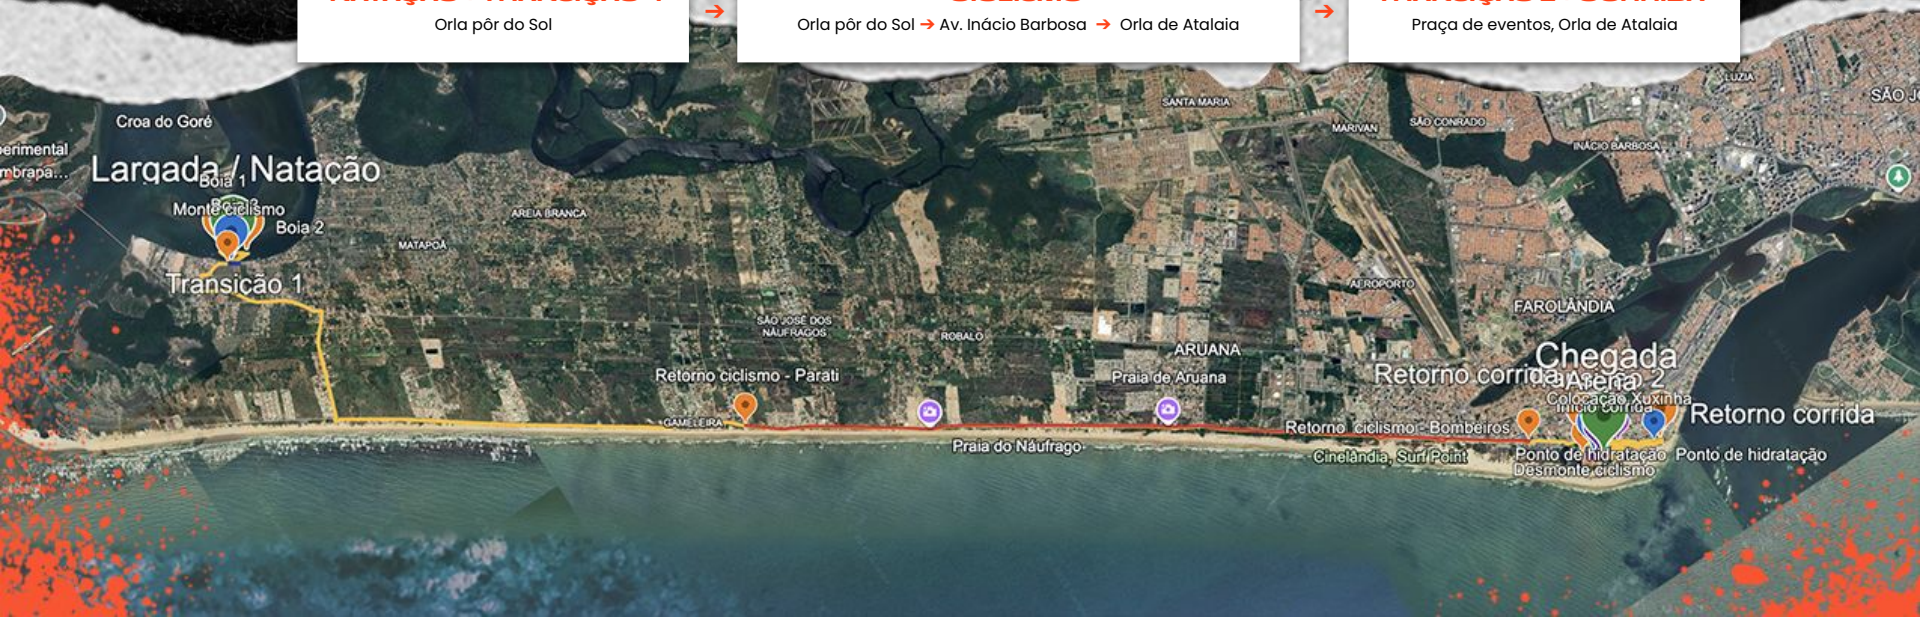 Orla pôr do Sol
Orla pôr do Sol → Av. Inácio Barbosa → Orla de Atalaia
Praça de eventos, Orla de Atalaia
LUZIA
SÃO J
Croa do Goré
SANTA MARIA
MARIVAN
SÃO CONRADO
INÁCIO BARBOSA
perimental
mbrapa...
Largada / Natação
Boia 1
Monte ciclismo
Boia 2
AREIA BRANCA
MATAPOÃ
Transição 1
AEROPORTO
FAROLÂNDIA
SÃO JOSÉ DOS
NÁUFRAGOS
ROBALO
ARUANA
Chegada
Retorno ciclismo - Parati
Praia de Aruana
Retorno corrida
Arena
2
Colocação Xuxinha
Início corrida
Retorno corrida
GAMELEIRA
Retorno ciclismo - Bombeiros
Praia do Náufrago
Cinelândia, Surf Point
Ponto de hidratação
Ponto de hidratação
Desmonte ciclismo